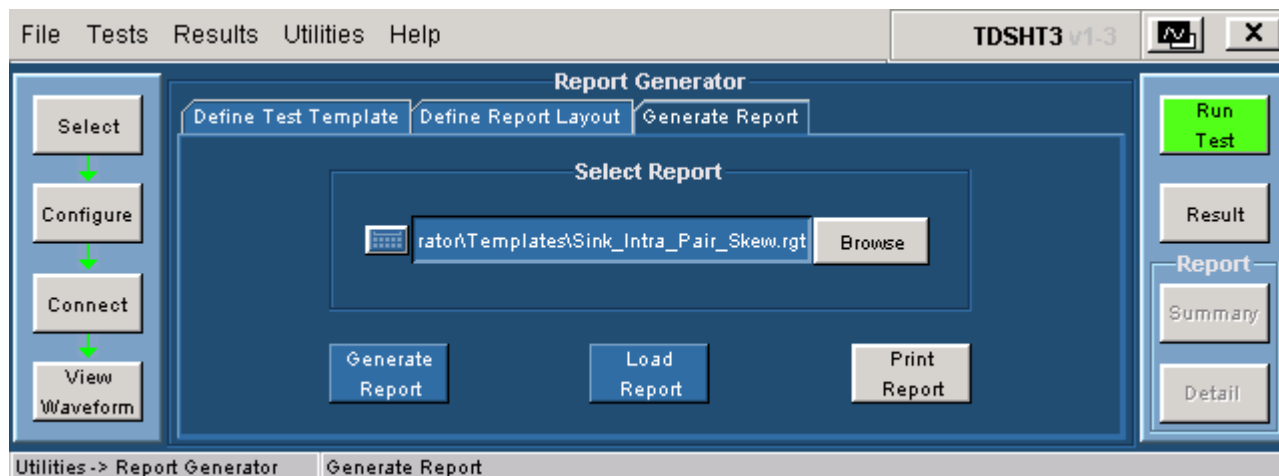 File Tests Results Utilities Help TDSHT3 v1-3
Report Generator
Define Test Template Define Report Layout Generate Report
Select Report
rator\Templates\Sink_Intra_Pair_Skew.rgt Browse
Generate
Report
Load
Report
Print
Report
Select
Configure
Connect
View
Waveform
Run
Test
Result
Report
Summary
Detail
Utilities -> Report Generator Generate Report